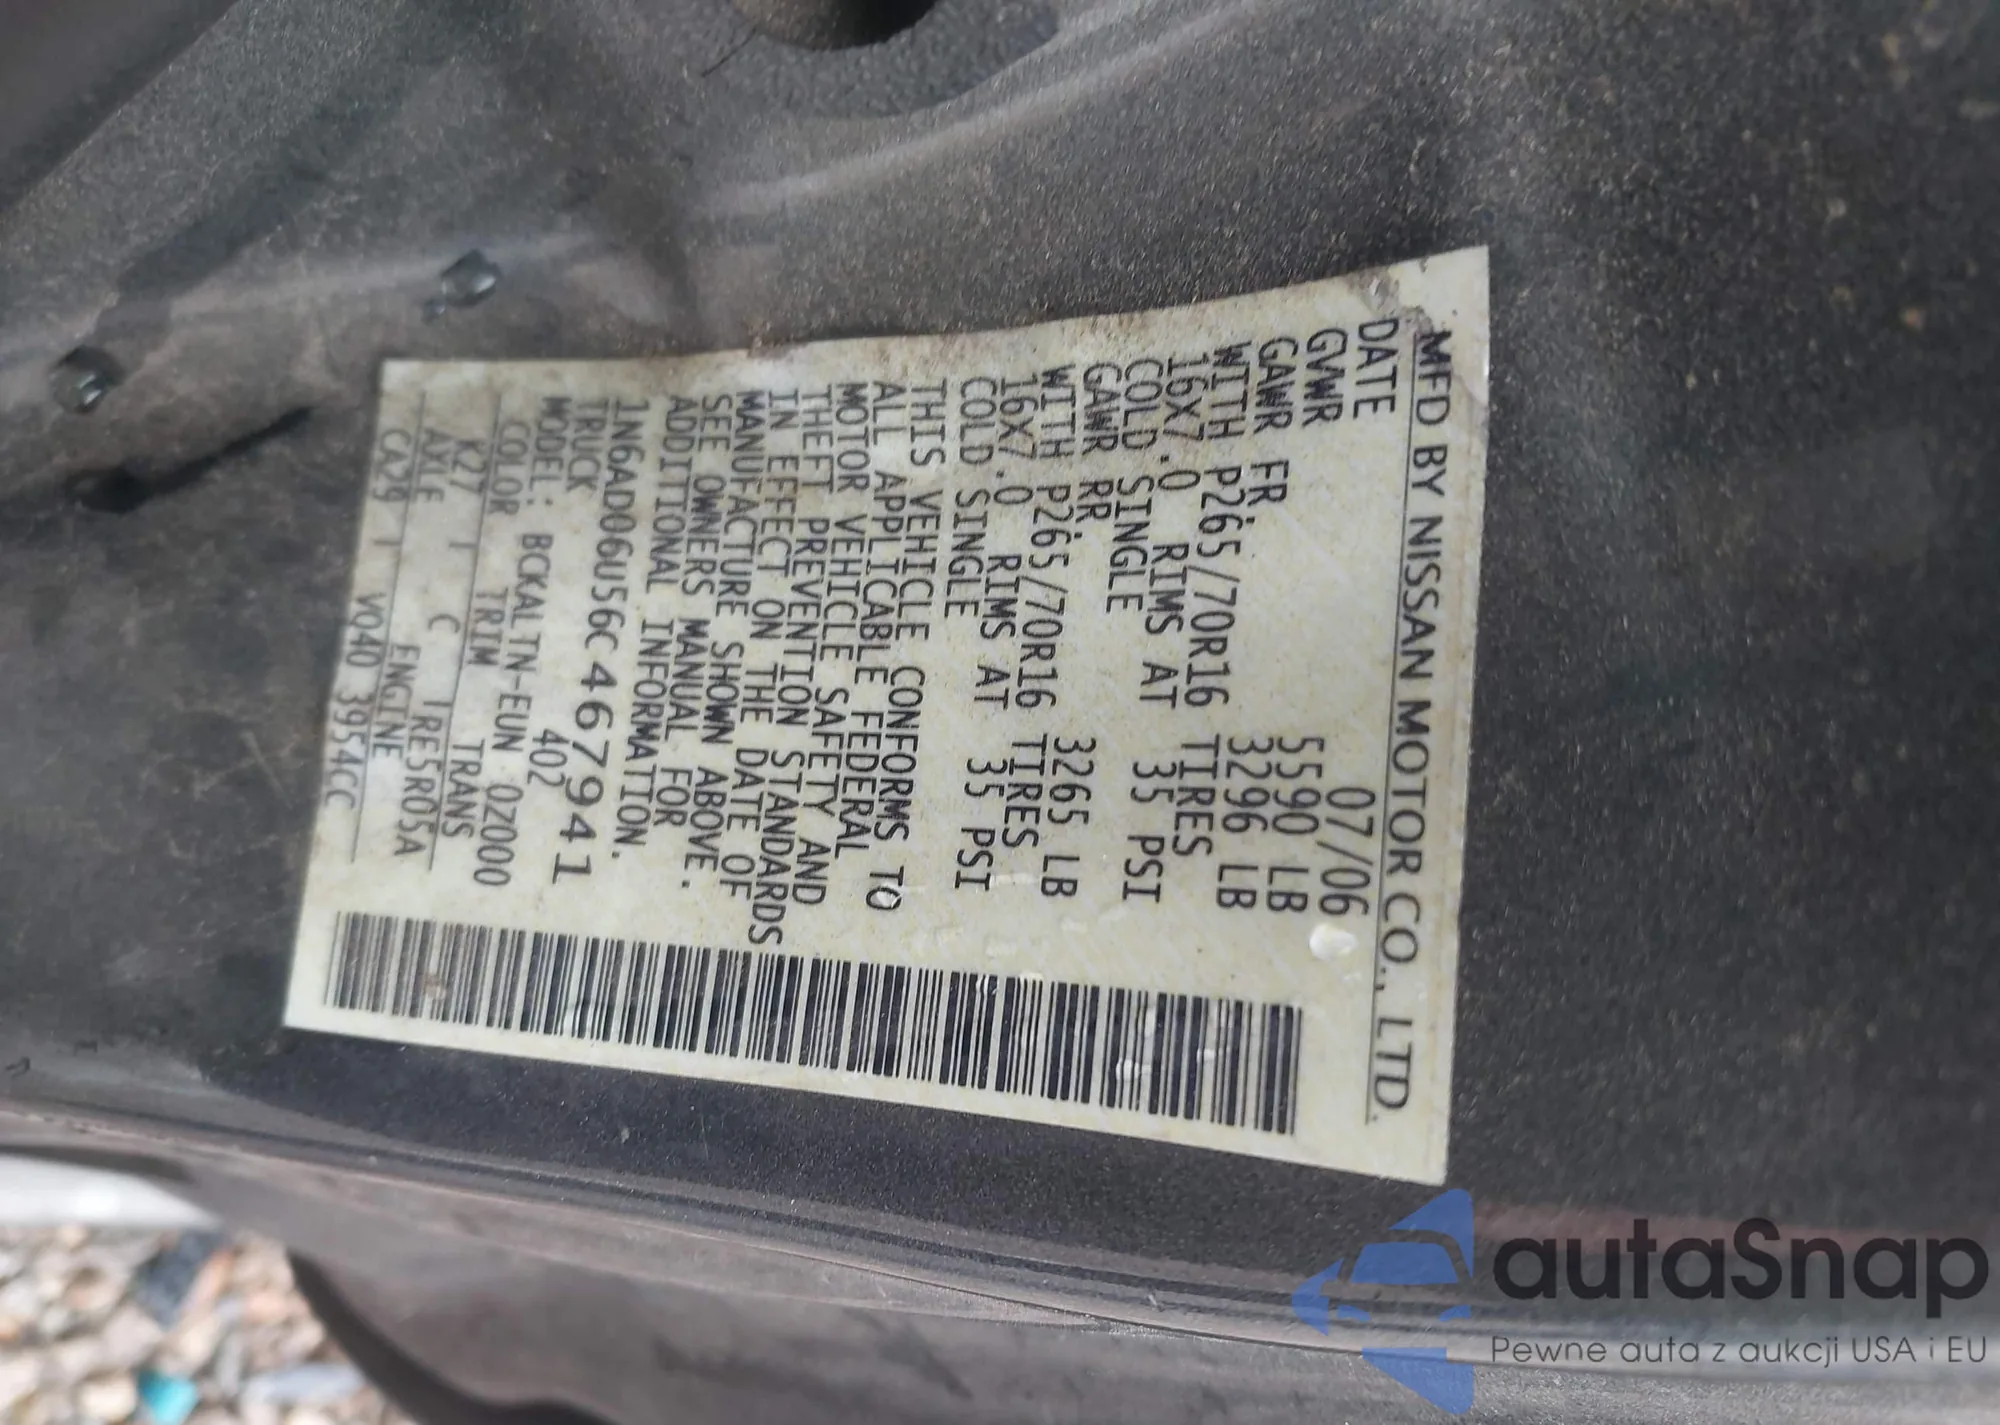 MFD BY NISSAN MOTOR CO., LTD.
DATE 07/06
GVWR 5590 LB
GAWR FR 3296 LB
WITH P265/70R16 TIRES
16X7.0 RIMS AT 35 PSI
COLD SINGLE
GAWR RR 3265 LB
WITH P265/70R16 TIRES
16X7.0 RIMS AT 35 PSI
COLD SINGLE
THIS VEHICLE CONFORMS TO
ALL APPLICABLE FEDERAL
MOTOR VEHICLE SAFETY AND
THEFT PREVENTION STANDARDS
IN EFFECT ON THE DATE OF
MANUFACTURE SHOWN ABOVE.
SEE OWNERS MANUAL FOR
ADDITIONAL INFORMATION.
1N6AD06U56C467941
TRUCK 402
MODEL: BCKALTN-EUN 0Z0000
COLOR TRIM TRANS
K27 C RE5R05A
AXLE ENGINE
CA29 VQ40 3954CC
autaSnap
Pewne auta z aukcji USA i EU